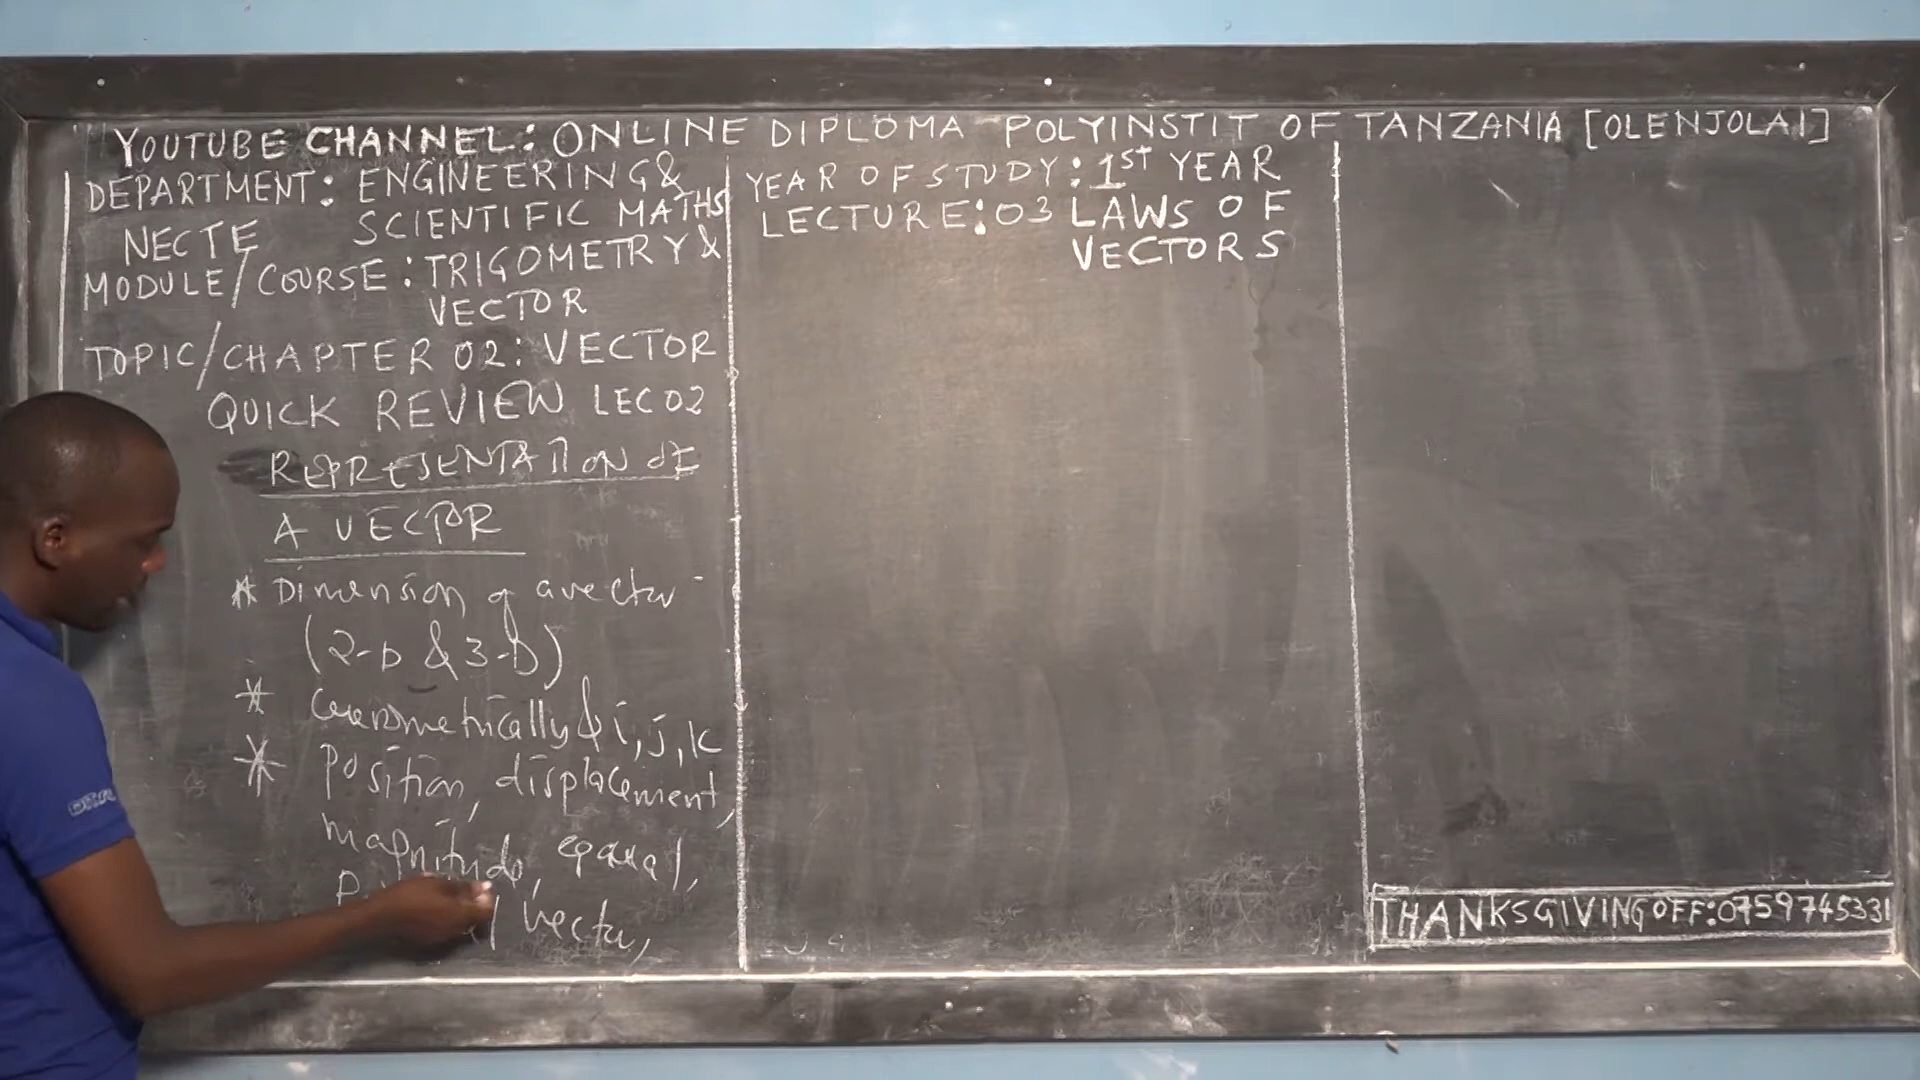 YOUTUBE CHANNEL: ONLINE DIPLOMA POLYINSTIT OF TANZANIA [OLENJOLAI]
DEPARTMENT: ENGINEERING &
SCIENTIFIC MATHS
NECTE
MODULE/COURSE: TRIGOMETRY &
VECTOR
TOPIC/CHAPTER 02: VECTOR
QUICK REVIEW LEC 02
REPRESENTATION OF
A VECTOR
* Dimension of a vector
(2-D & 3-D)
* & i, j, k
* Position, displacement,
magnitude, equal,
vector,
YEAR OF STUDY: 1ST YEAR
LECTURE: 03 LAWS OF
VECTORS
THANKSGIVING OFF: 0759745331